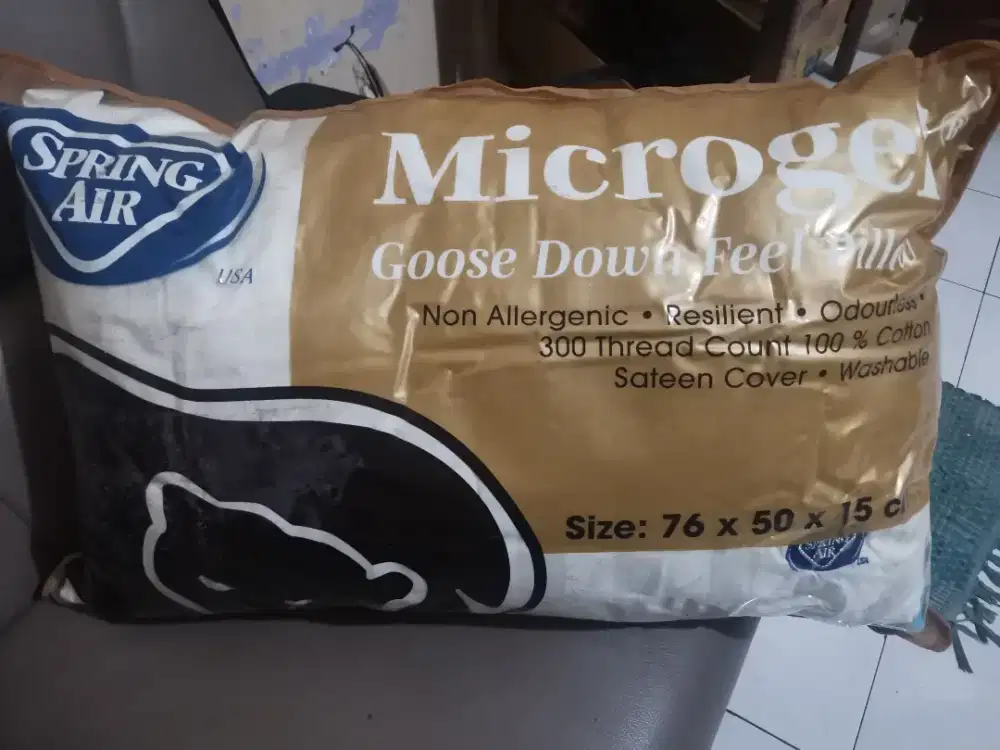 SPRING
AIR
USA
Microgel
Goose Down Feel Pillow
Non Allergenic • Resilient • Odourless •
300 Thread Count 100 % Cotton
Sateen Cover • Washable
Size: 76 x 50 x 15 c
SPRING
AIR